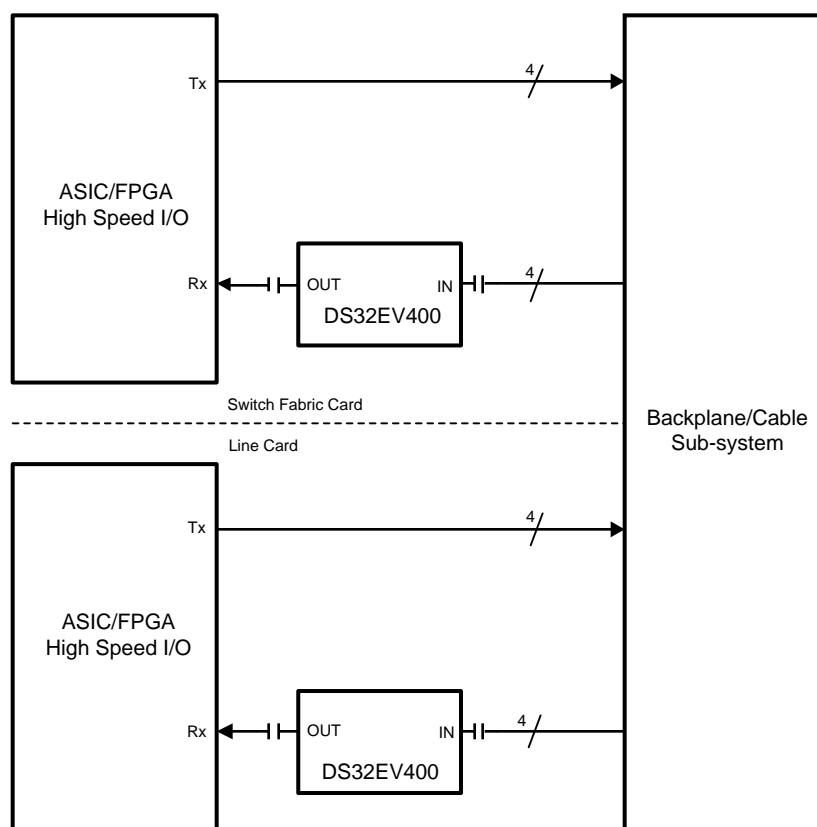 Tx
4
ASIC/FPGA
High Speed I/O
Rx
OUT
IN
4
DS32EV400
Switch Fabric Card
Line Card
Backplane/Cable
Sub-system
Tx
4
ASIC/FPGA
High Speed I/O
Rx
OUT
IN
4
DS32EV400